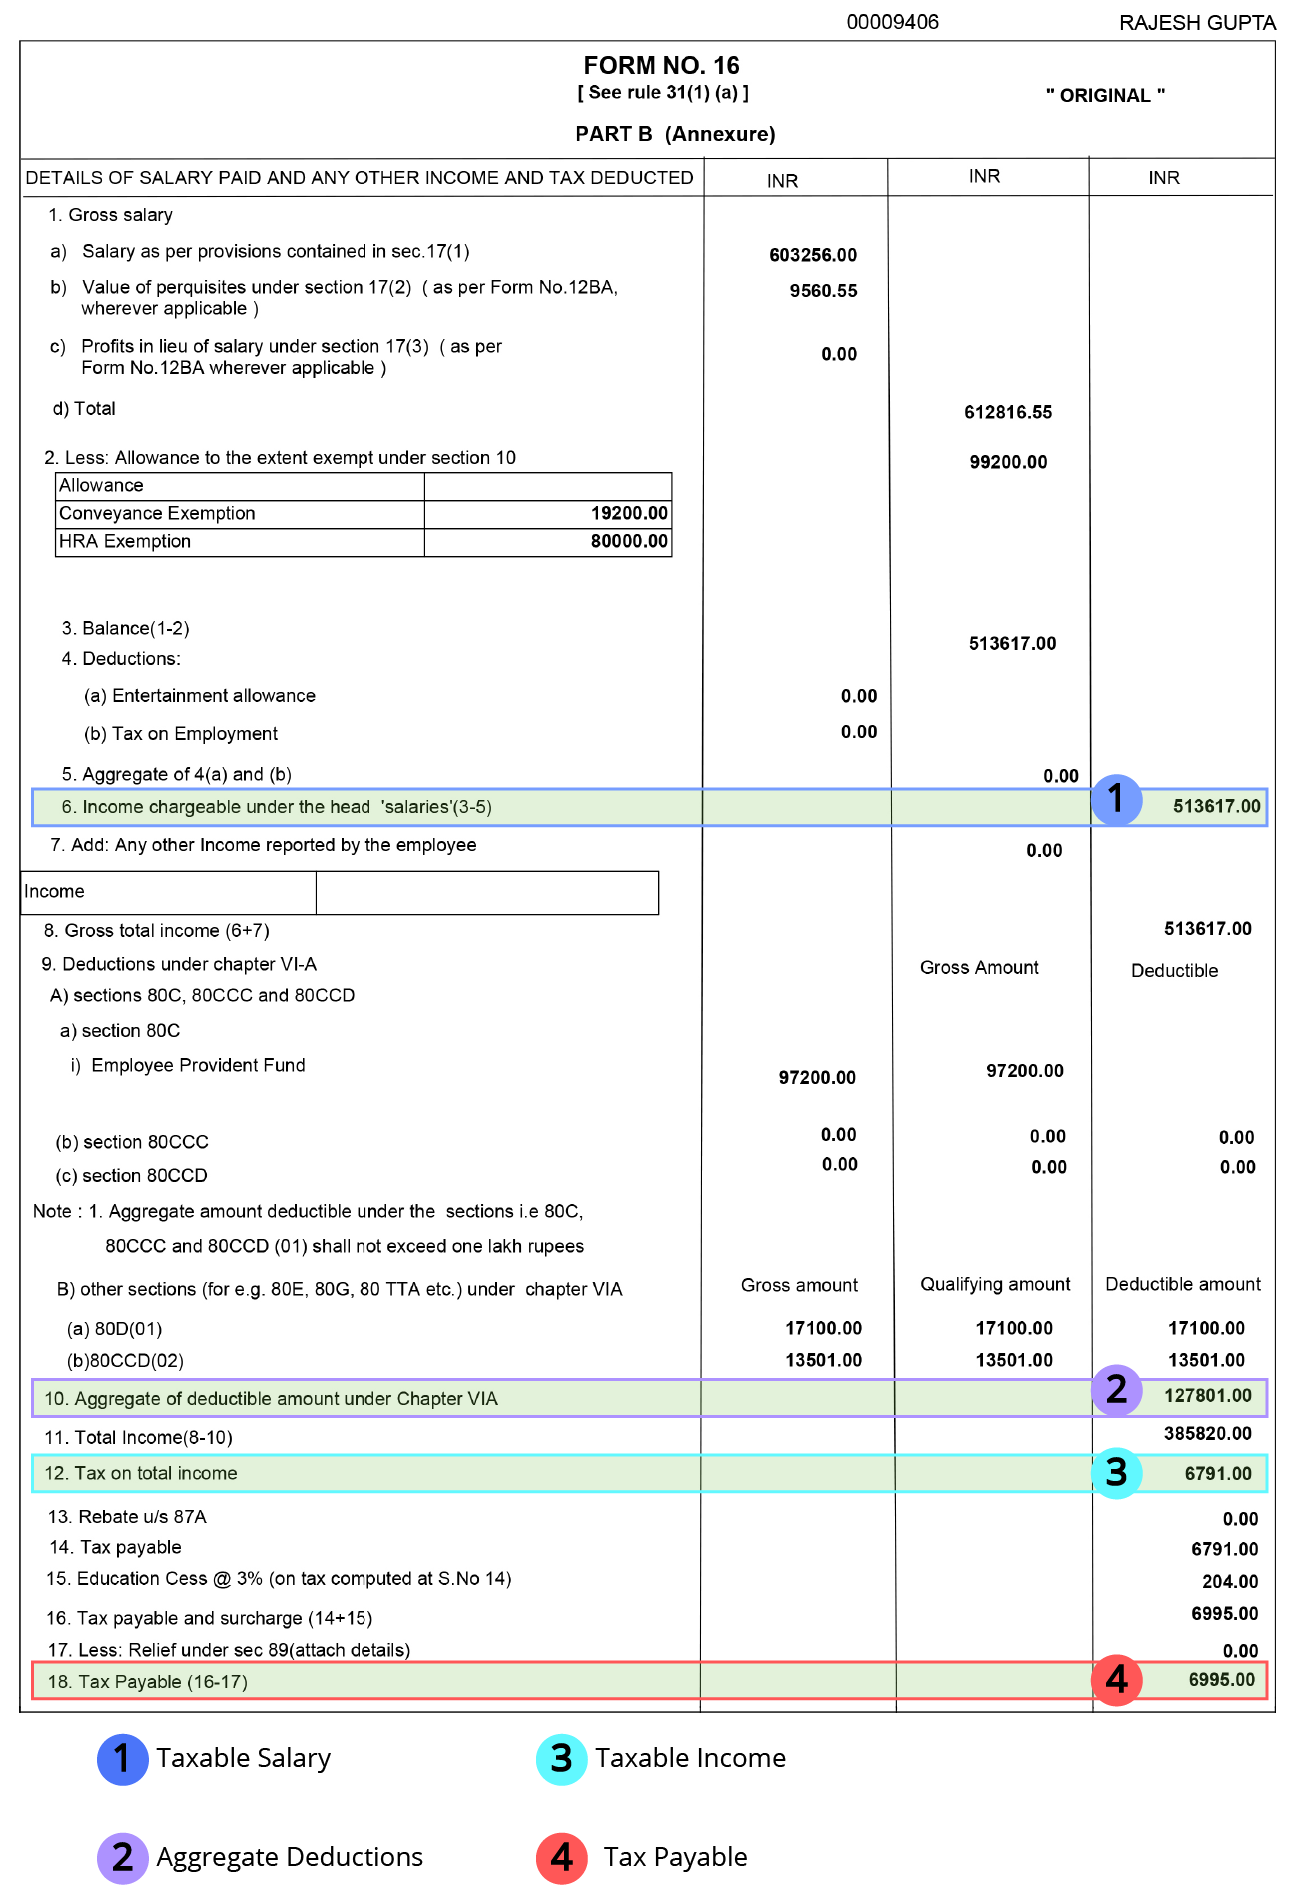 00009406 RAJESH GUPTA
FORM NO. 16
[ See rule 31(1) (a) ]
" ORIGINAL "
PART B (Annexure)
DETAILS OF SALARY PAID AND ANY OTHER INCOME AND TAX DEDUCTED INR INR INR
1. Gross salary
a) Salary as per provisions contained in sec.17(1) 603256.00
b) Value of perquisites under section 17(2) ( as per Form No.12BA, 9560.55
wherever applicable )
c) Profits in lieu of salary under section 17(3) ( as per 0.00
Form No.12BA wherever applicable )
d) Total 612816.55
2. Less: Allowance to the extent exempt under section 10 99200.00
Allowance
Conveyance Exemption 19200.00
HRA Exemption 80000.00
3. Balance(1-2) 513617.00
4. Deductions:
(a) Entertainment allowance 0.00
(b) Tax on Employment 0.00
5. Aggregate of 4(a) and (b) 0.00
6. Income chargeable under the head 'salaries'(3-5) 1 513617.00
7. Add: Any other Income reported by the employee 0.00
Income
8. Gross total income (6+7) 513617.00
9. Deductions under chapter VI-A Gross Amount Deductible
A) sections 80C, 80CCC and 80CCD
a) section 80C
i) Employee Provident Fund 97200.00 97200.00
(b) section 80CCC 0.00 0.00 0.00
(c) section 80CCD 0.00 0.00 0.00
Note : 1. Aggregate amount deductible under the sections i.e 80C,
80CCC and 80CCD (01) shall not exceed one lakh rupees
B) other sections (for e.g. 80E, 80G, 80 TTA etc.) under chapter VIA Gross amount Qualifying amount Deductible amount
(a) 80D(01) 17100.00 17100.00 17100.00
(b)80CCD(02) 13501.00 13501.00 13501.00
10. Aggregate of deductible amount under Chapter VIA 2 127801.00
11. Total Income(8-10) 385820.00
12. Tax on total income 3 6791.00
13. Rebate u/s 87A 0.00
14. Tax payable 6791.00
15. Education Cess @ 3% (on tax computed at S.No 14) 204.00
16. Tax payable and surcharge (14+15) 6995.00
17. Less: Relief under sec 89(attach details) 0.00
18. Tax Payable (16-17) 4 6995.00
1 Taxable Salary 3 Taxable Income
2 Aggregate Deductions 4 Tax Payable